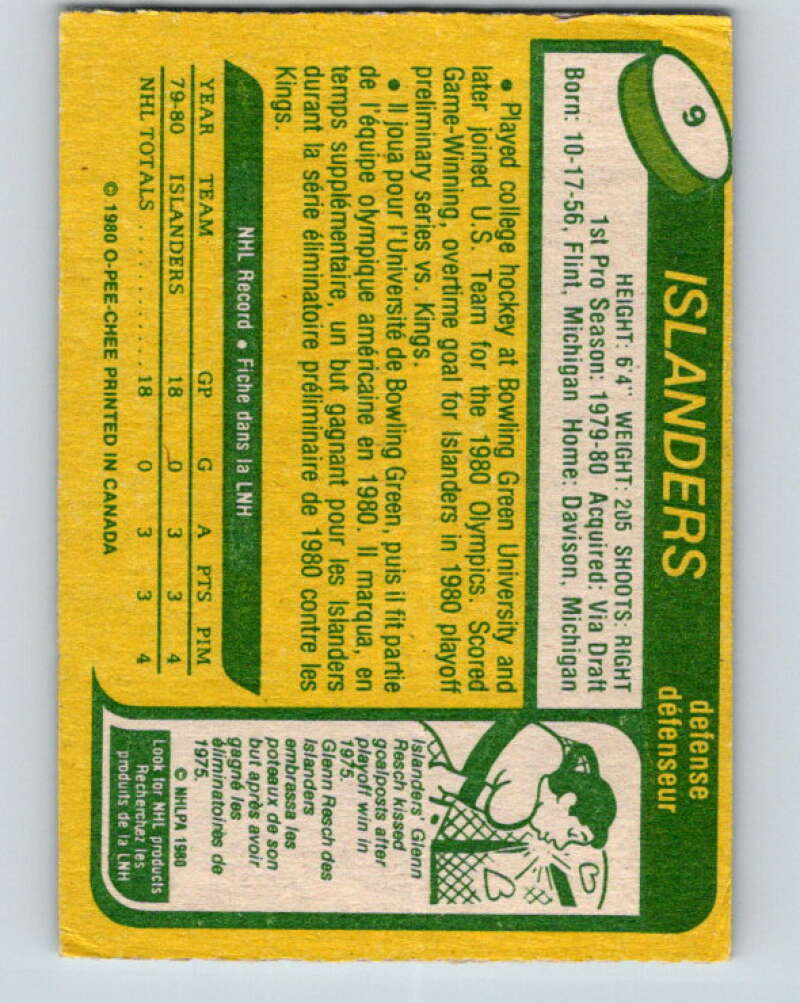 9
ISLANDERS
defense
défenseur
HEIGHT: 6'4" WEIGHT: 205 SHOOTS: RIGHT
1st Pro Season: 1979-80 Acquired: Via Draft
Born: 10-17-56, Flint, Michigan Home: Davison, Michigan
• Played college hockey at Bowling Green University and
later joined U.S. Team for the 1980 Olympics. Scored
Game-Winning, overtime goal for Islanders in 1980 playoff
preliminary series vs. Kings.
• Il joua pour l'Université de Bowling Green, puis il fit partie
de l'équipe olympique américaine en 1980. Il marqua, en
temps supplémentaire, un but gagnant pour les Islanders
durant la série éliminatoire préliminaire de 1980 contre les
Kings.
NHL Record • Fiche dans la LNH
YEAR TEAM GP G A PTS PIM
79-80 ISLANDERS 18 0 3 3 4
NHL TOTALS ............ 18 0 3 3 4
© 1980 O-PEE-CHEE PRINTED IN CANADA
Islanders' Glenn
Resch kissed
goalposts after
playoff win in
1975.
Glenn Resch des
Islanders
embrassa les
poteaux de son
but après avoir
gagné les
éliminatoires de
1975.
© NHLPA 1980
Look for NHL products
Recherchez les
produits de la LNH